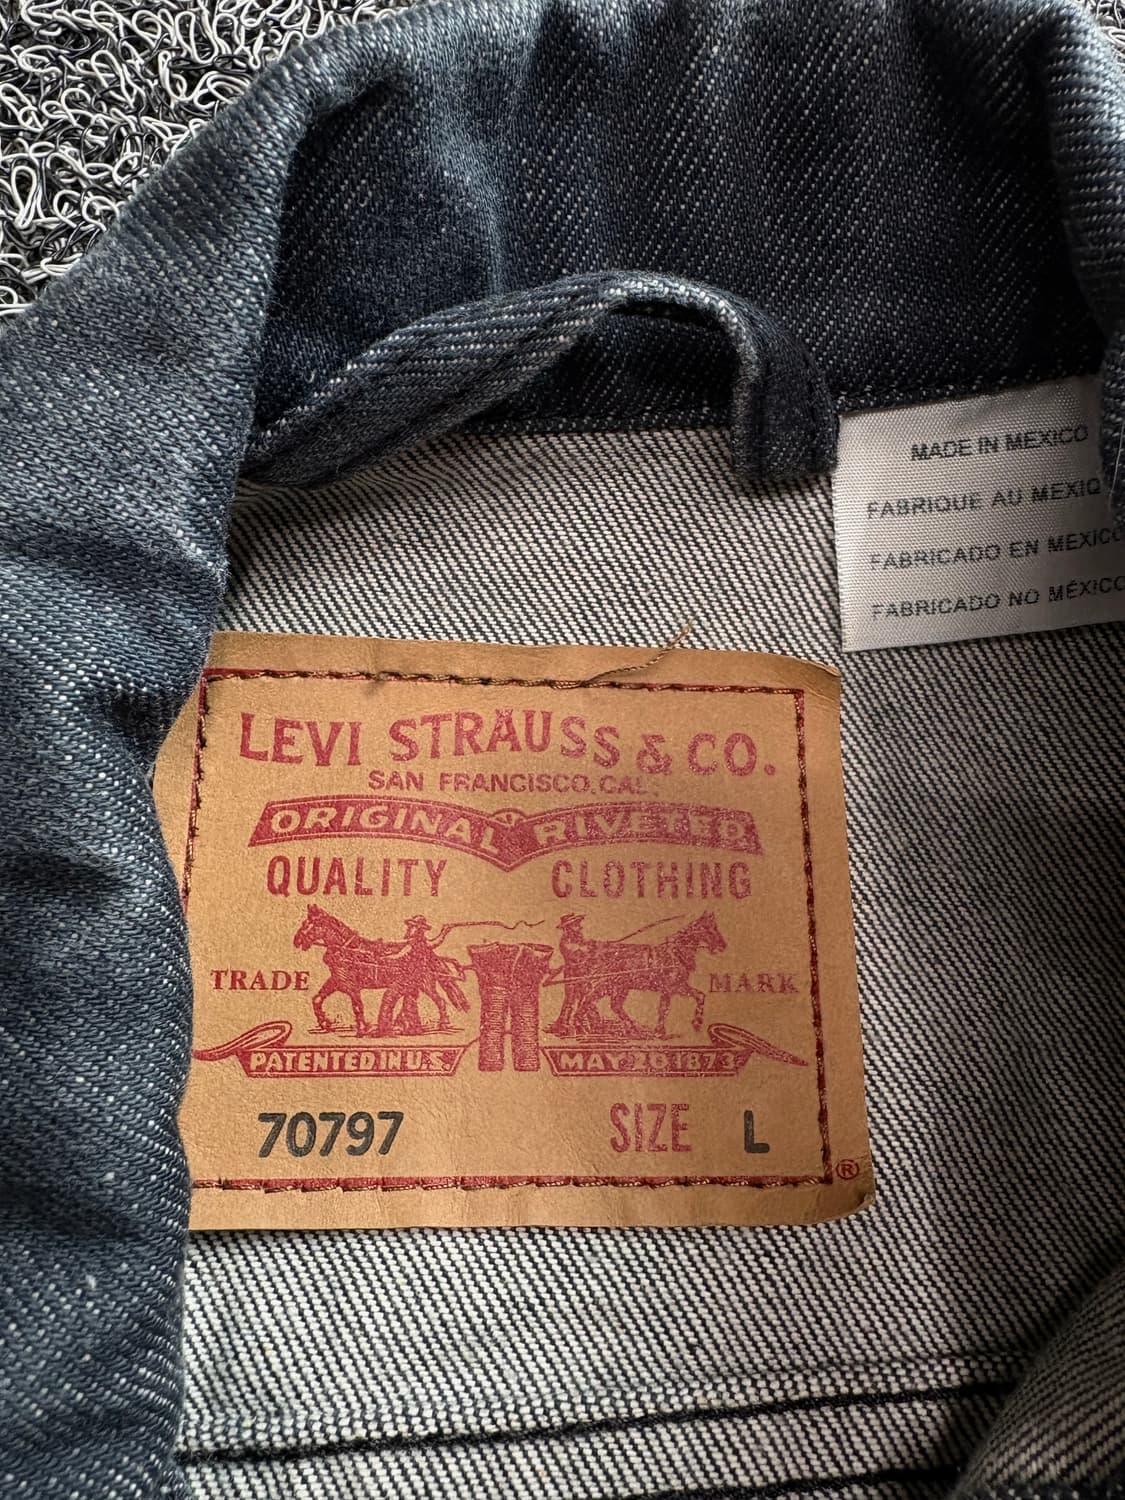 MADE IN MEXICO
FABRIQUE AU MEXIQ
FABRICADO EN MEXICO
FABRICADO NO MÉXICO
LEVI STRAUSS & CO.
SAN FRANCISCO, CAL.
ORIGINAL RIVETED
QUALITY CLOTHING
TRADE MARK
PATENTED IN U.S. MAY 20 1873
70797 SIZE L
®